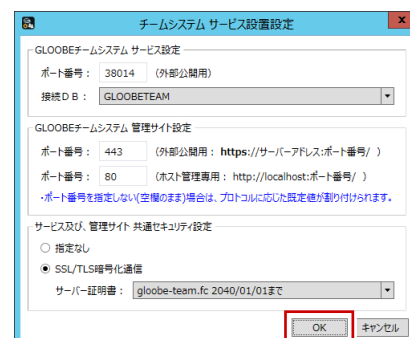 チームシステム サービス設置設定
x
GLOOBEチームシステム サービス設定
ポート番号： 38014 （外部公開用）
接続ＤＢ： GLOOBETEAM
GLOOBEチームシステム 管理サイト設定
ポート番号： 443 （外部公開用： https://サーバーアドレス:ポート番号/ ）
ポート番号： 80 （ホスト管理専用： http://localhost:ポート番号/ ）
・ポート番号を指定しない(空欄のまま)場合は、プロトコルに応じた既定値が割り付けられます。
サービス及び、管理サイト 共通セキュリティ設定
指定なし
SSL/TLS暗号化通信
サーバー証明書： gloobe-team.fc 2040/01/01まで
OK キャンセル